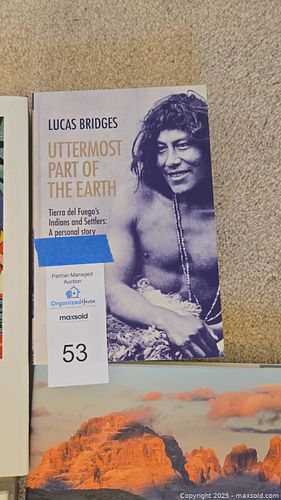 LUCAS BRIDGES
UTTERMOST
PART OF
THE EARTH
Tierra del Fuego's
Indians and Settlers:
A personal story
Partner Managed
Auction
Organizedhaven
maxsold
53
Copyright 2025 - maxsold.com